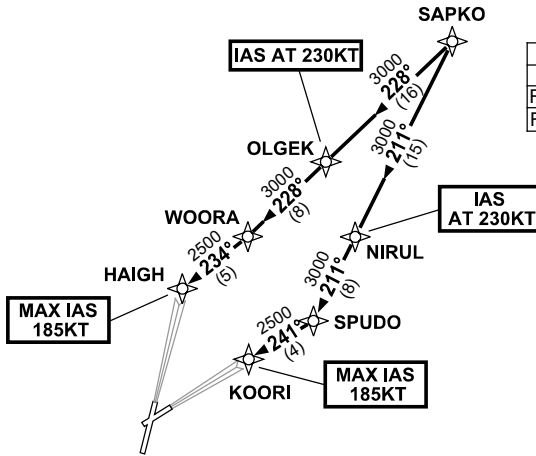 SAPKO
IAS AT 230KT
3000
228°
(16)
3000
211°
(15)
OLGEK
3000
228°
(8)
IAS
AT 230KT
WOORA
NIRUL
2500
234°
(5)
3000
211°
(8)
HAIGH
MAX IAS
185KT
SPUDO
2500
241°
(4)
KOORI
MAX IAS
185KT